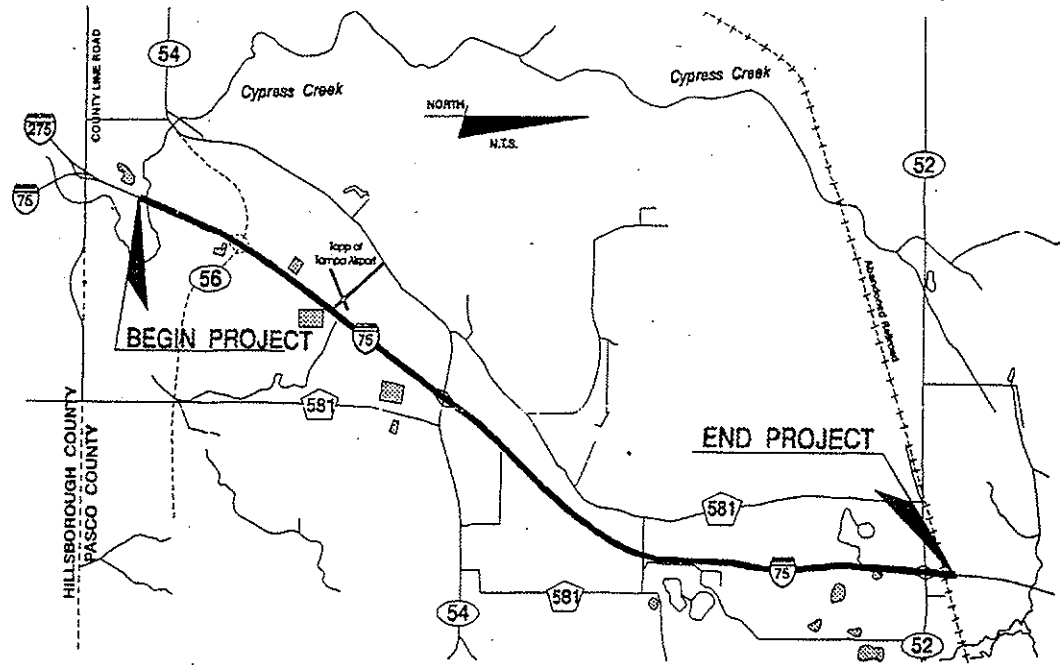 COUNTY LINE ROAD
54
Cypress Creek
Cypress Creek
NORTH
N.T.S.
275
75
52
56
Tapp of
Tampa Airport
BEGIN PROJECT
75
Abandoned Railroad
581
HILLSBOROUGH COUNTY
PASCO COUNTY
END PROJECT
581
75
581
54
52